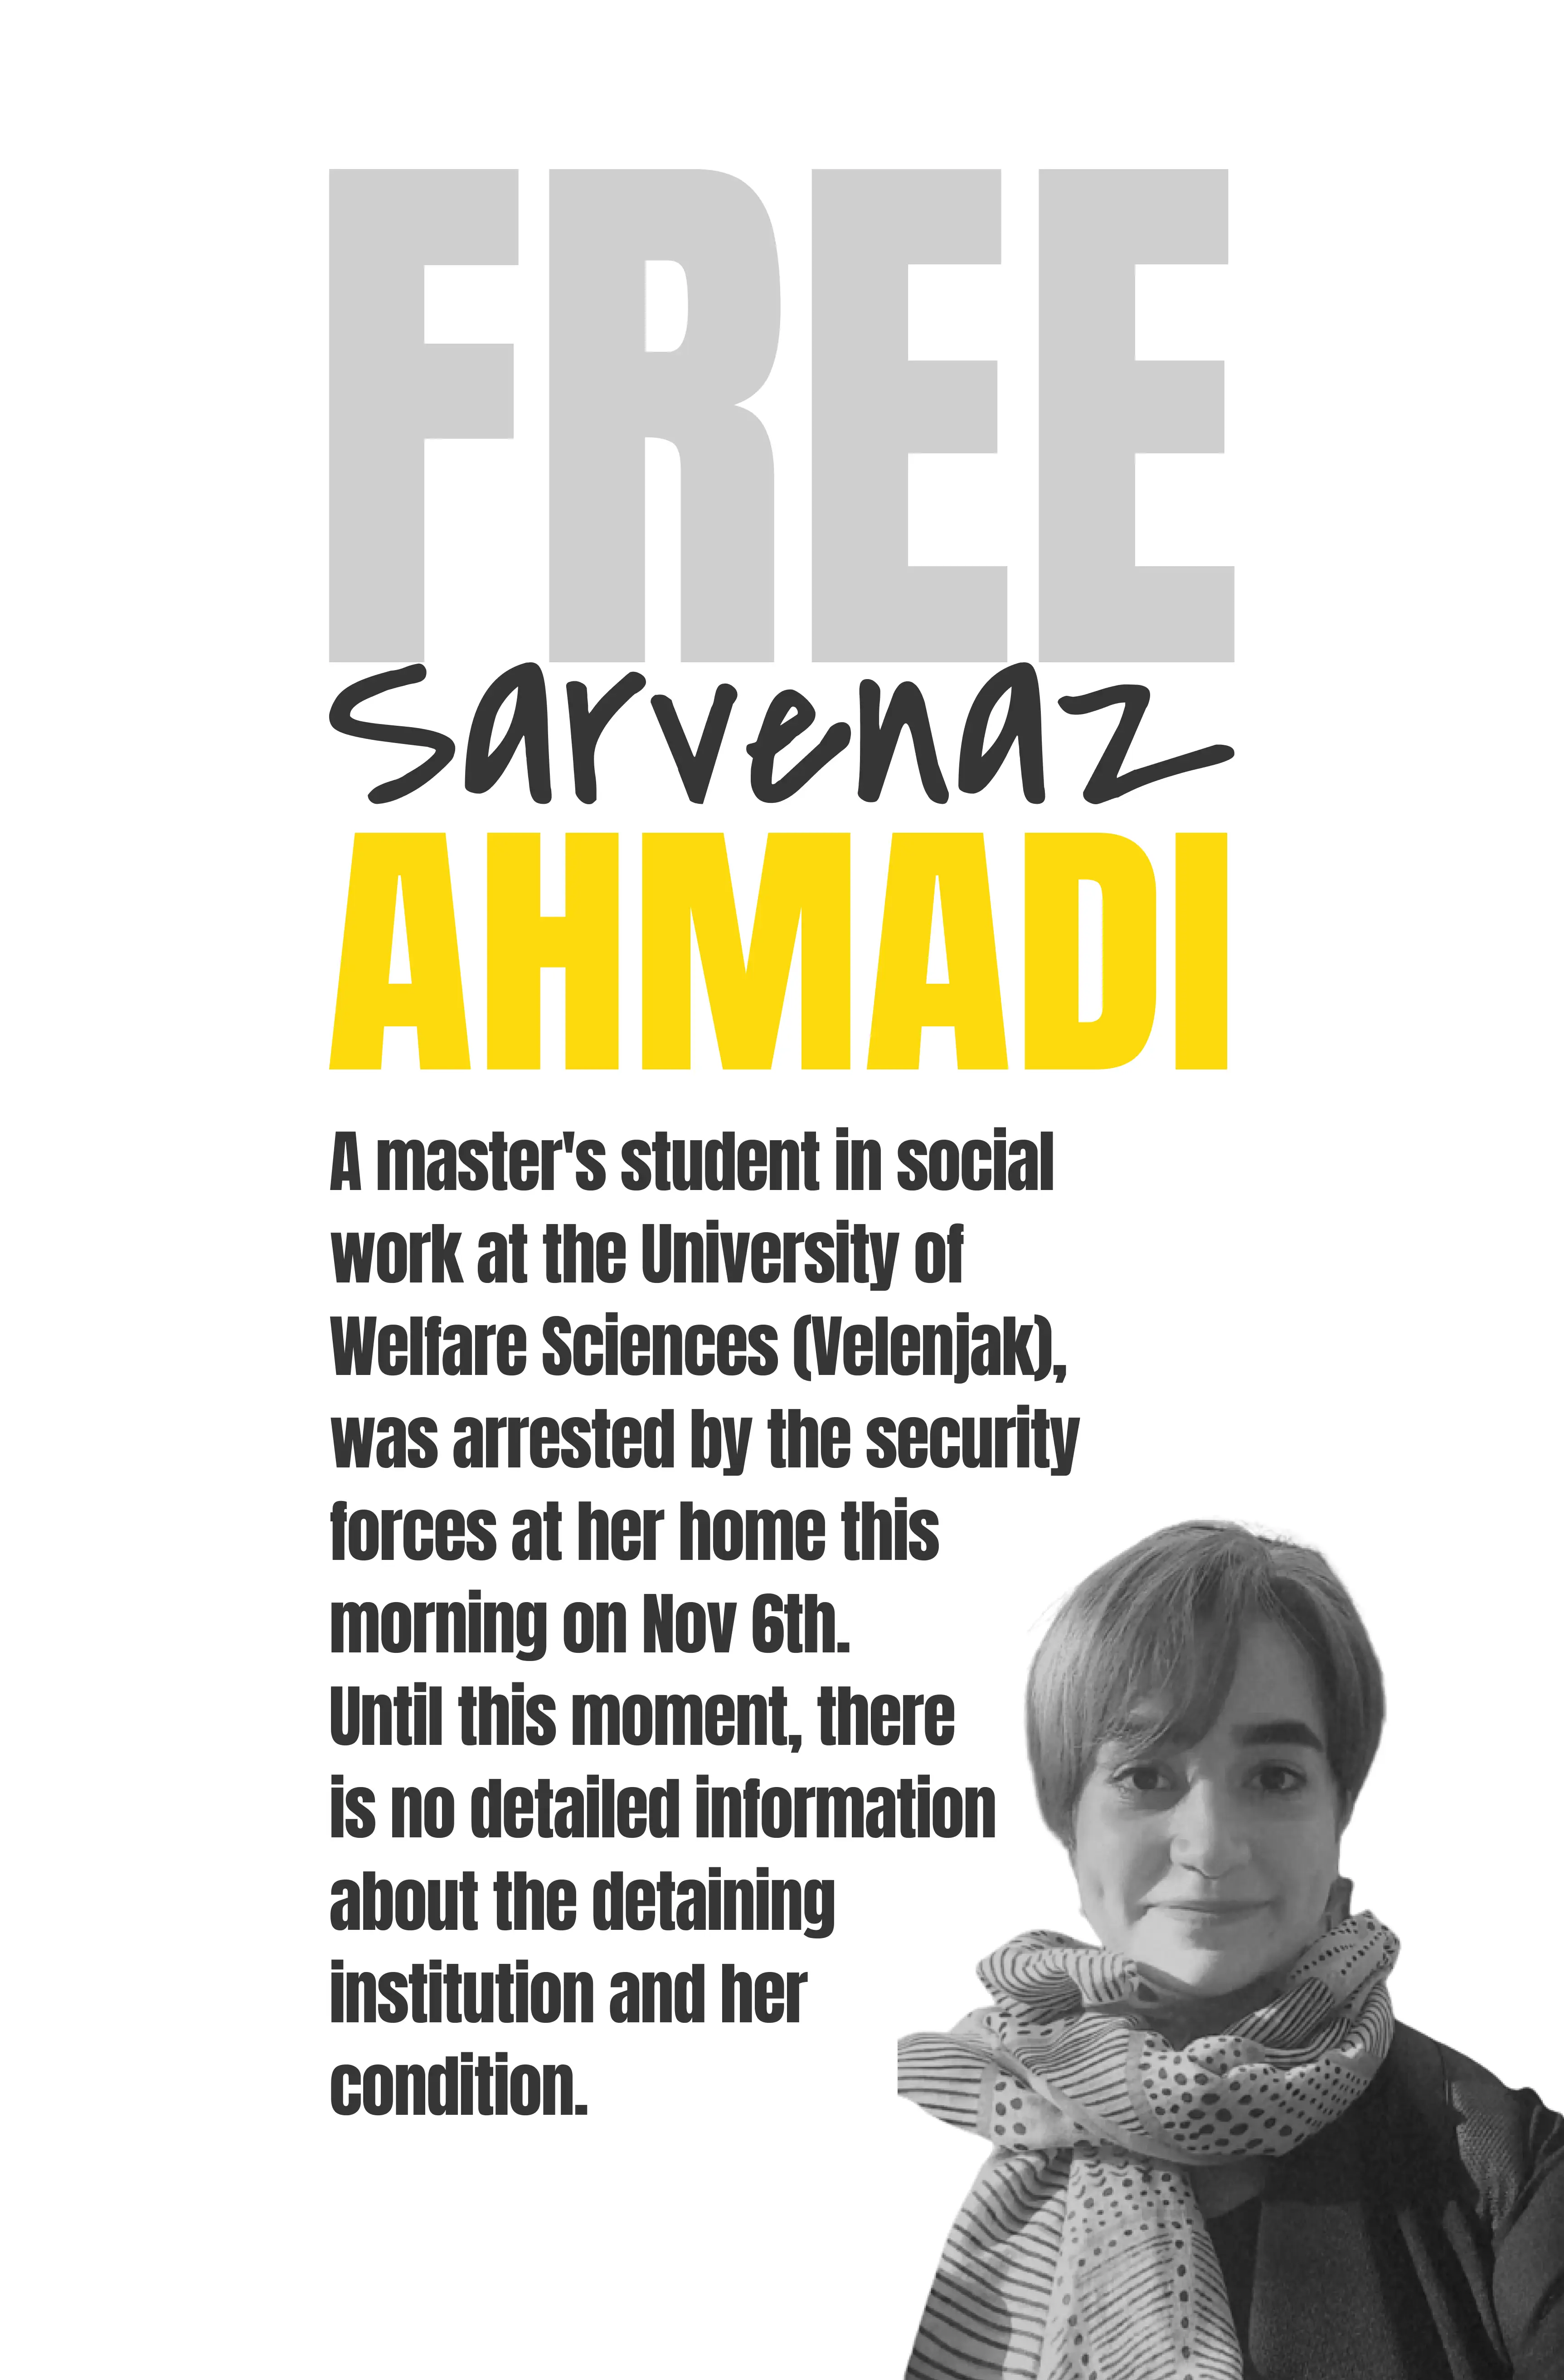 FREE
sarvenaz
AHMADI
A master's student in social
work at the University of
Welfare Sciences (Velenjak),
was arrested by the security
forces at her home this
morning on Nov 6th.
Until this moment, there
is no detailed information
about the detaining
institution and her
condition.